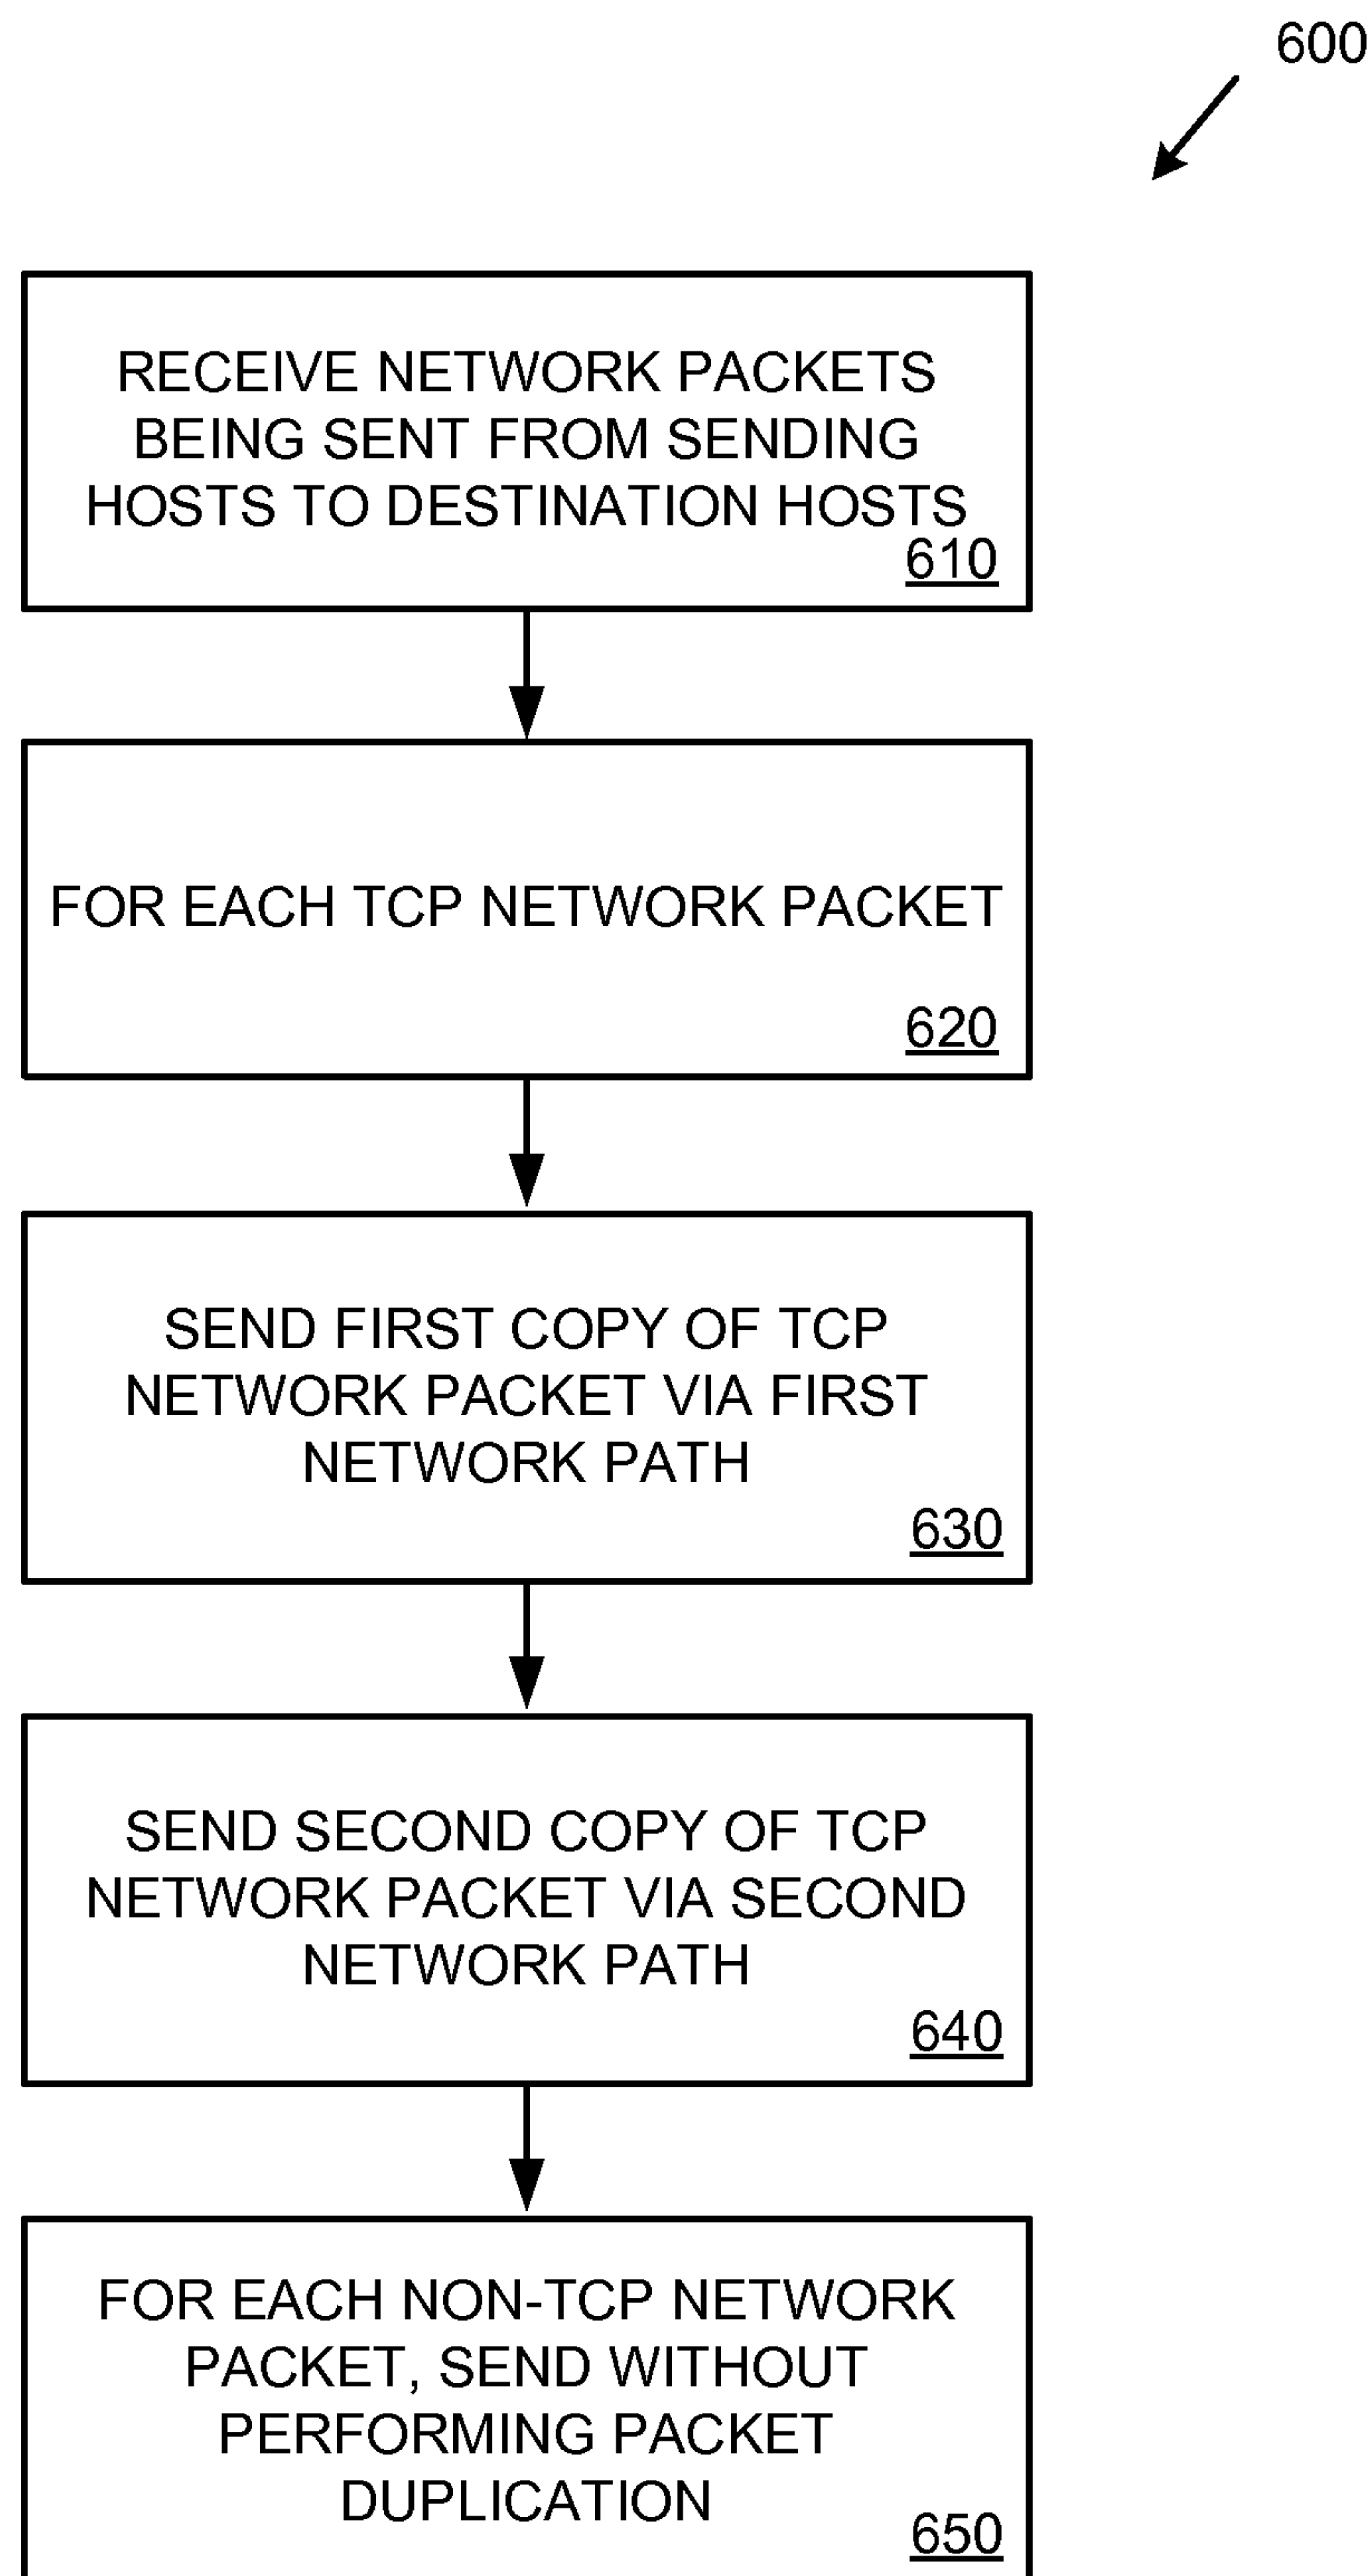 600
RECEIVE NETWORK PACKETS
BEING SENT FROM SENDING
HOSTS TO DESTINATION HOSTS
610
FOR EACH TCP NETWORK PACKET
620
SEND FIRST COPY OF TCP
NETWORK PACKET VIA FIRST
NETWORK PATH
630
SEND SECOND COPY OF TCP
NETWORK PACKET VIA SECOND
NETWORK PATH
640
FOR EACH NON-TCP NETWORK
PACKET, SEND WITHOUT
PERFORMING PACKET
DUPLICATION
650